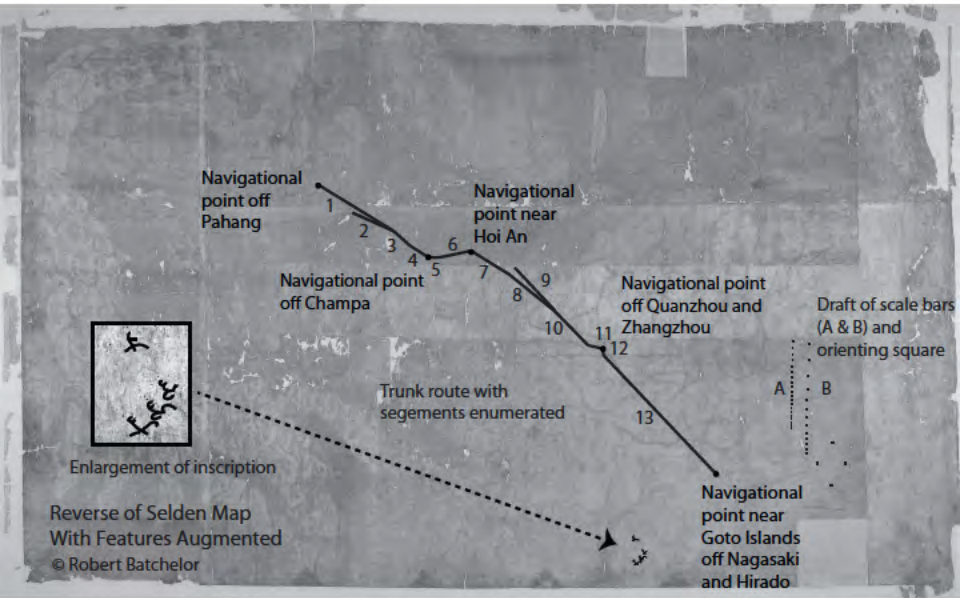 Navigational
point off
Pahang
1
2
3
4
5
6
7
8
9
10
11
12
13
Navigational
point near
Hoi An
Navigational point
off Champa
Navigational point
off Quanzhou and
Zhangzhou
Draft of scale bars
(A & B) and
orienting square
A
B
Trunk route with
segements enumerated
Enlargement of inscription
Navigational
point near
Goto Islands
off Nagasaki
and Hirado
Reverse of Selden Map
With Features Augmented
© Robert Batchelor